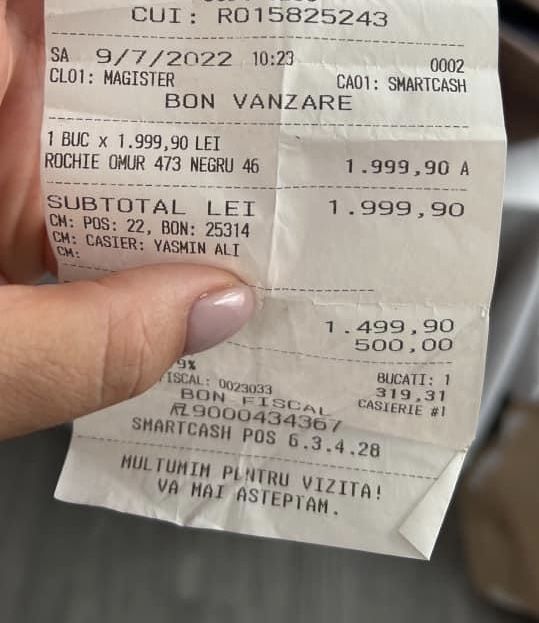 CUI: RO15825243
SA 9/7/2022 10:23 0002
CL01: MAGISTER CA01: SMARTCASH
BON VANZARE
1 BUC x 1.999,90 LEI
ROCHIE OMUR 473 NEGRU 46 1.999,90 A
SUBTOTAL LEI 1.999,90
CM: POS: 22, BON: 25314
CM: CASIER: YASMIN ALI
CM:
1.499,90
500,00
9% BUCATI: 1
FISCAL: 0023033 319,31
BON FISCAL CASIERIE #1
9000434367
SMARTCASH POS 6.3.4.28
MULTUMIM PENTRU VIZITA!
VA MAI ASTEPTAM.